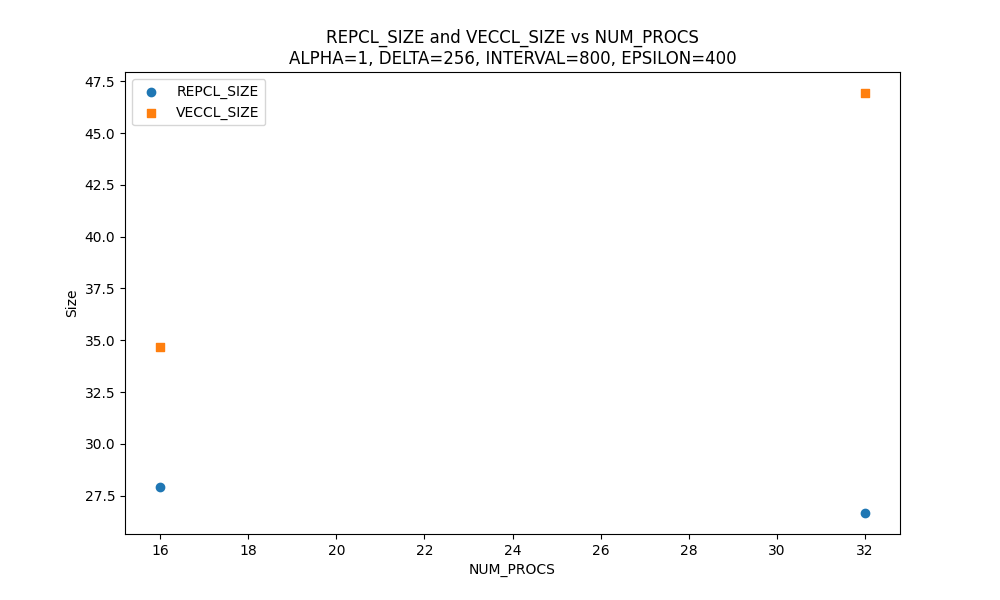 REPCL_SIZE and VECCL_SIZE vs NUM_PROCS
ALPHA=1, DELTA=256, INTERVAL=800, EPSILON=400
REPCL_SIZE
VECCL_SIZE
47.5
45.0
42.5
40.0
37.5
35.0
32.5
30.0
27.5
Size
16 18 20 22 24 26 28 30 32
NUM_PROCS